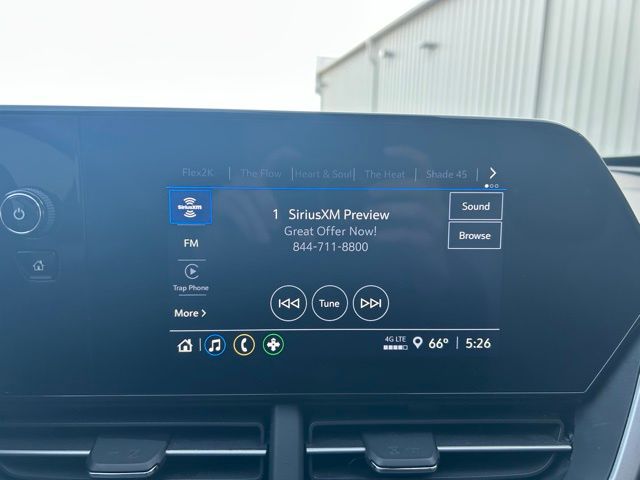 Flex2K The Flow Heart & Soul The Heat Shade 45
SiriusXM
1 SiriusXM Preview
Great Offer Now!
844-711-8800
Sound
Browse
FM
Trap Phone
More
Tune
4G LTE
66°
5:26